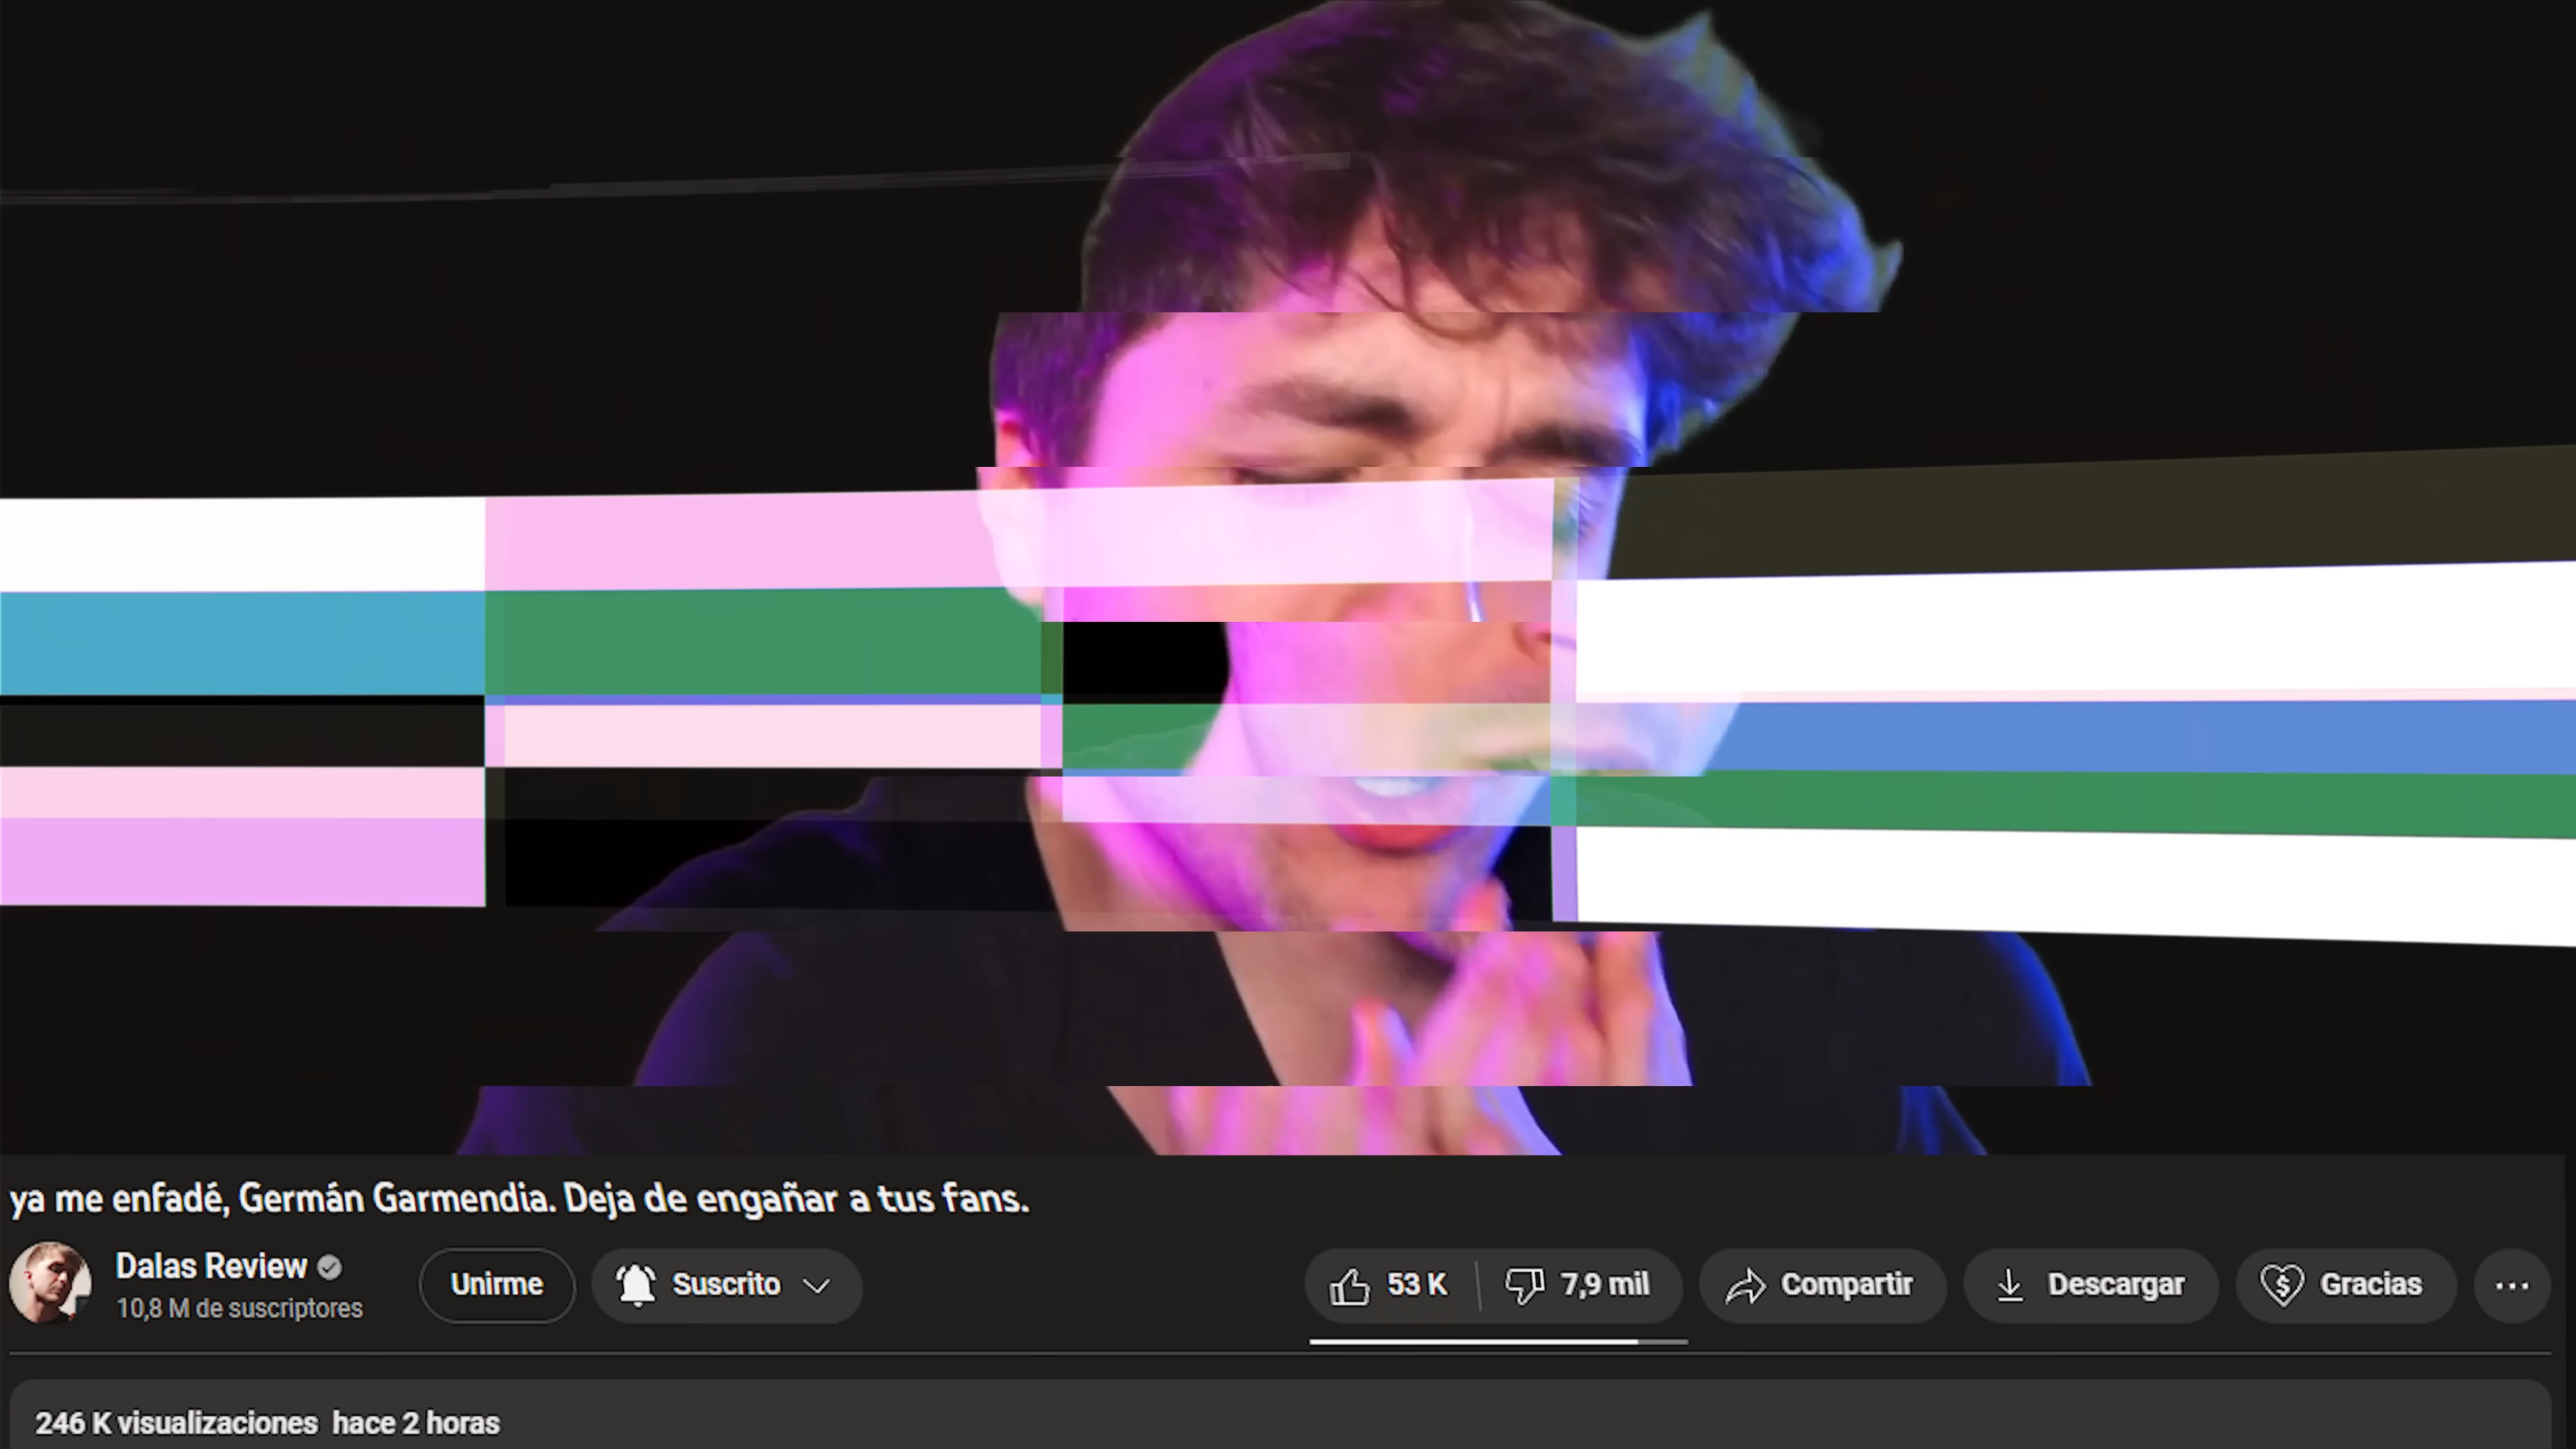 ya me enfadé, Germán Garmendia. Deja de engañar a tus fans.
Dalas Review
10,8 M de suscriptores
Unirme
Suscrito
53 K
7,9 mil
Compartir
Descargar
Gracias
246 K visualizaciones hace 2 horas